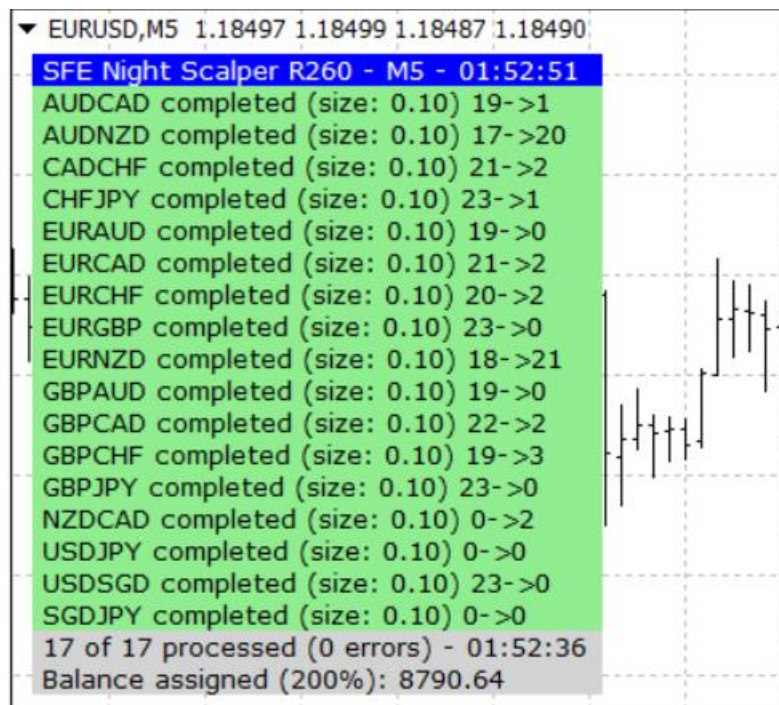 EURUSD,M5 1.18497 1.18499 1.18487 1.18490
SFE Night Scalper R260 - M5 - 01:52:51
AUDCAD completed (size: 0.10) 19->1
AUDNZD completed (size: 0.10) 17->20
CADCHF completed (size: 0.10) 21->2
CHFJPY completed (size: 0.10) 23->1
EURAUD completed (size: 0.10) 19->0
EURCAD completed (size: 0.10) 21->2
EURCHF completed (size: 0.10) 20->2
EURGBP completed (size: 0.10) 23->0
EURNZD completed (size: 0.10) 18->21
GBPAUD completed (size: 0.10) 19->0
GBPCAD completed (size: 0.10) 22->2
GBPCHF completed (size: 0.10) 19->3
GBPJPY completed (size: 0.10) 23->0
NZDCAD completed (size: 0.10) 0->2
USDJPY completed (size: 0.10) 0->0
USDSGD completed (size: 0.10) 23->0
SGDJPY completed (size: 0.10) 0->0
17 of 17 processed (0 errors) - 01:52:36
Balance assigned (200%): 8790.64